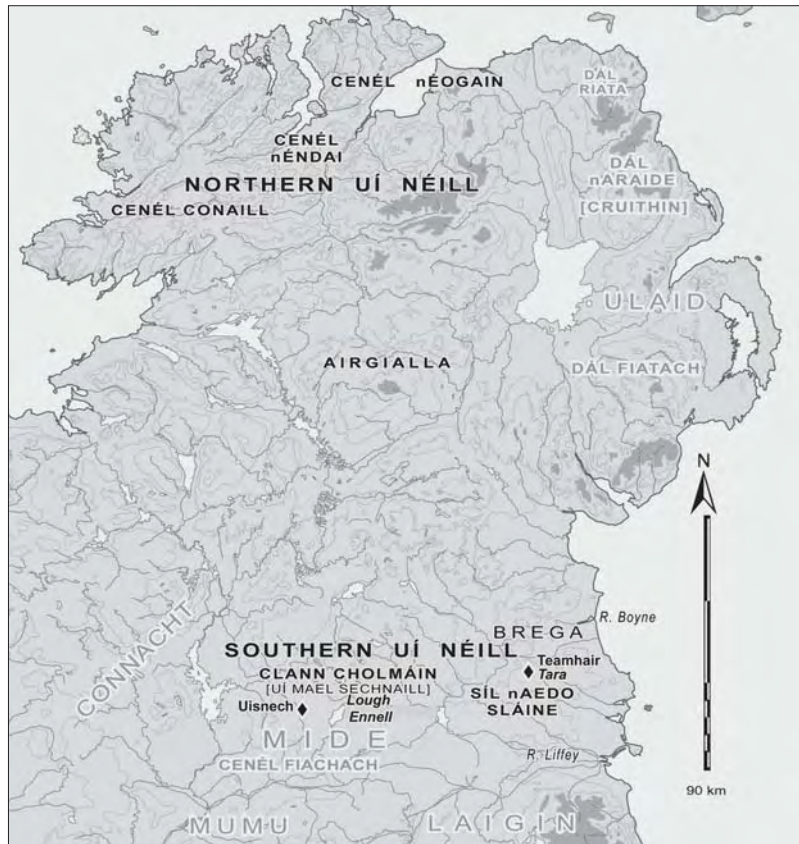 CENÉL nÉOGAIN
DÁL
RIATA
CENÉL
nÉNDAI
DÁL
nARAIDE
[CRUITHIN]
NORTHERN UÍ NÉILL
CENÉL CONAILL
ULAID
AIRGIALLA
DÁL FIATACH
N
CONNACHT
BREGA
R. Boyne
SOUTHERN UÍ NÉILL
CLANN CHOLMÁIN
[UÍ MAEL SECHNAILL]
Teamhair
Tara
SÍL nAEDO
SLÁINE
Uisnech
Lough
Ennell
MIDE
CENÉL FIACHACH
R. Liffey
90 km
MUMU
LAIGIN